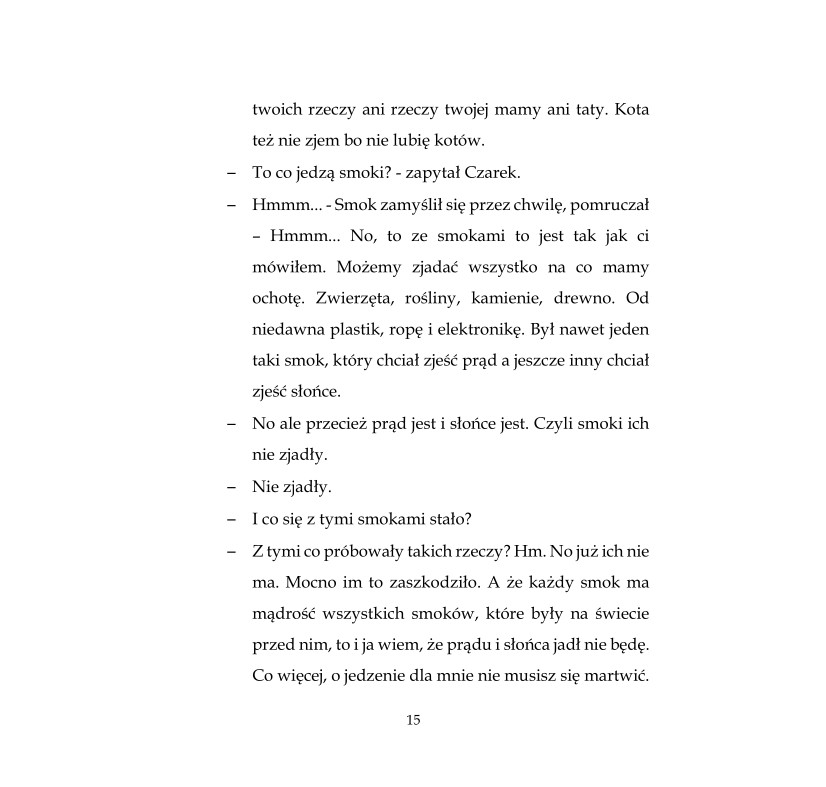 twoich rzeczy ani rzeczy twojej mamy ani taty. Kota
też nie zjem bo nie lubię kotów.
– To co jedzą smoki? - zapytał Czarek.
– Hmmm... - Smok zamyślił się przez chwilę, pomruczał
– Hmmm... No, to ze smokami to jest tak jak ci
mówiłem. Możemy zjadać wszystko na co mamy
ochotę. Zwierzęta, rośliny, kamienie, drewno. Od
niedawna plastik, ropę i elektronikę. Był nawet jeden
taki smok, który chciał zjeść prąd a jeszcze inny chciał
zjeść słońce.
– No ale przecież prąd jest i słońce jest. Czyli smoki ich
nie zjadły.
– Nie zjadły.
– I co się z tymi smokami stało?
– Z tymi co próbowały takich rzeczy? Hm. No już ich nie
ma. Mocno im to zaszkodziło. A że każdy smok ma
mądrość wszystkich smoków, które były na świecie
przed nim, to i ja wiem, że prądu i słońca jadł nie będę.
Co więcej, o jedzenie dla mnie nie musisz się martwić.
15